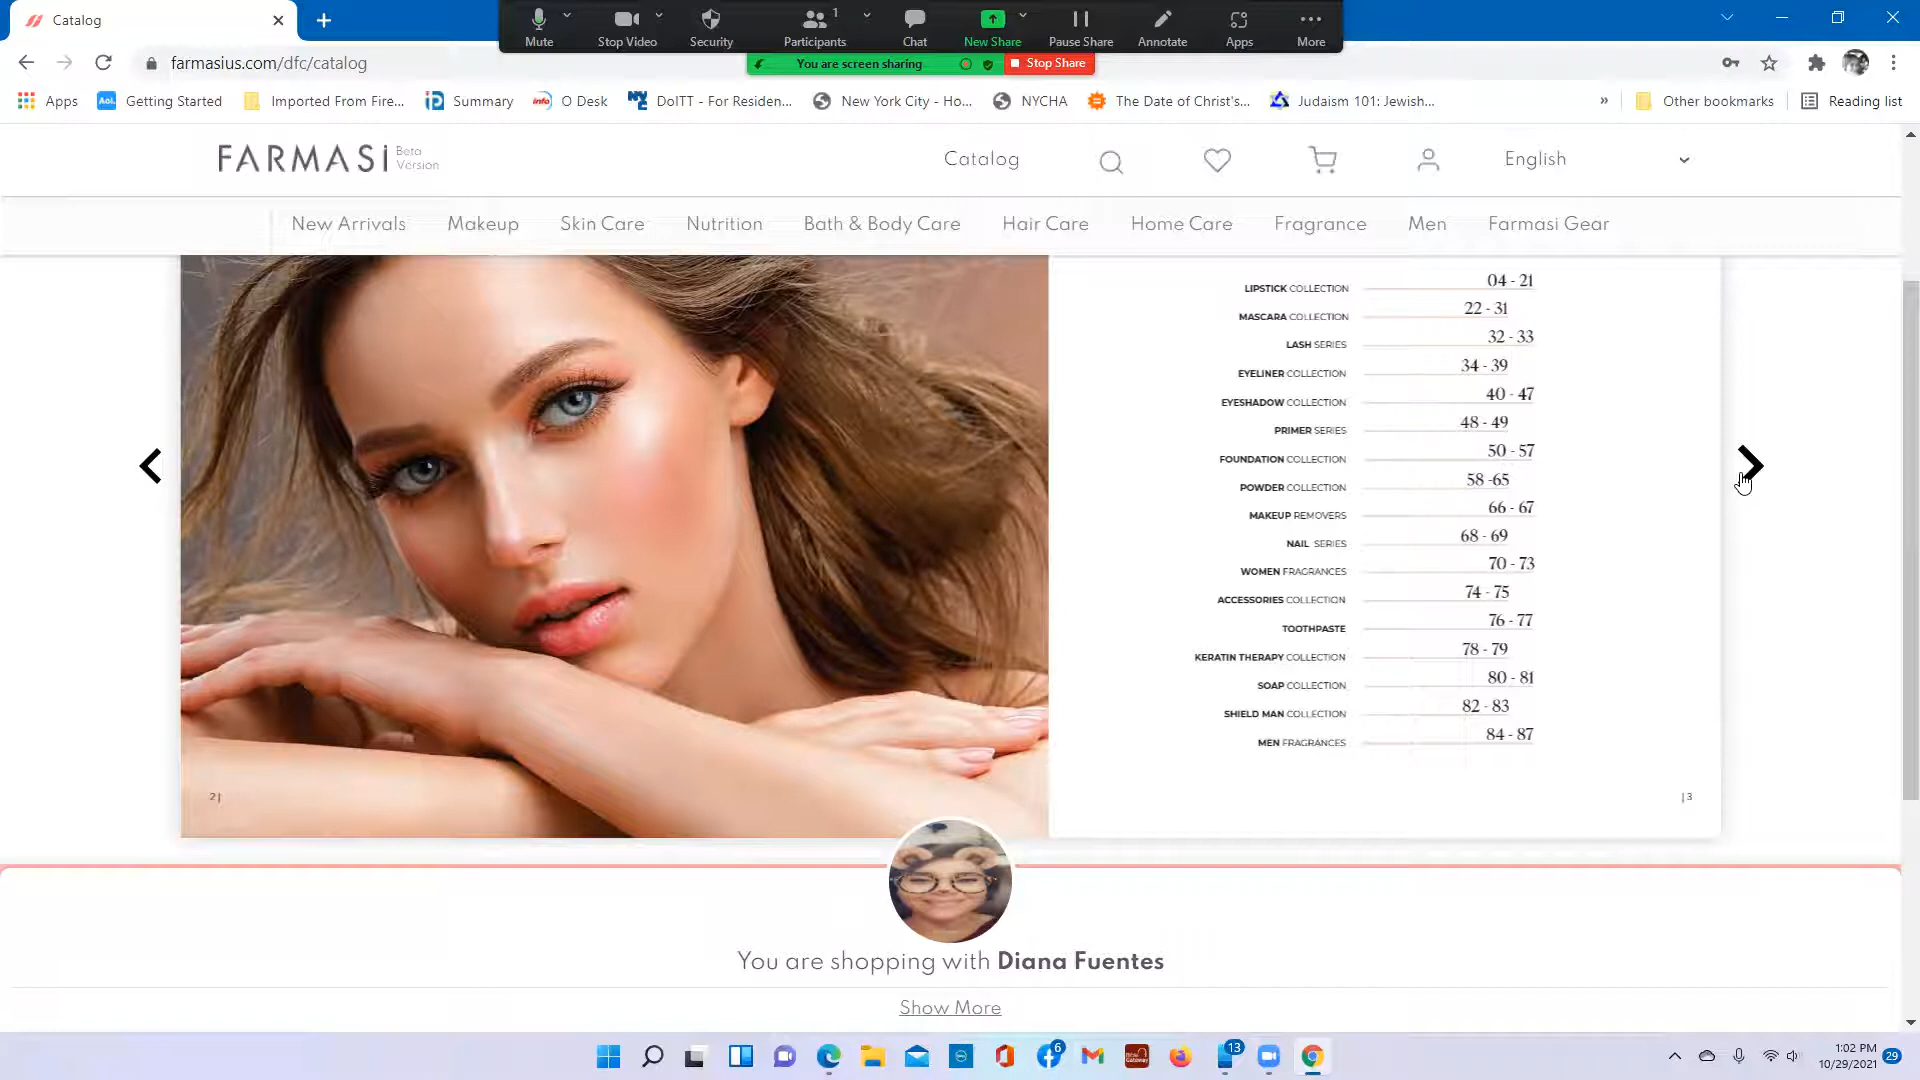 Catalog
Mute
Stop Video
Security
1
Participants
Chat
New Share
Pause Share
Annotate
Apps
More
farmasius.com/dfc/catalog
You are screen sharing
Stop Share
Apps
Getting Started
Imported From Fire...
Summary
O Desk
DoITT - For Residen...
New York City - Ho...
NYCHA
The Date of Christ's...
Judaism 101: Jewish...
»
Other bookmarks
Reading list
FARMASi
Beta
Version
Catalog
English
New Arrivals
Makeup
Skin Care
Nutrition
Bath & Body Care
Hair Care
Home Care
Fragrance
Men
Farmasi Gear
LIPSTICK COLLECTION 04 - 21
MASCARA COLLECTION 22 - 31
LASH SERIES 32 - 33
EYELINER COLLECTION 34 - 39
EYESHADOW COLLECTION 40 - 47
PRIMER SERIES 48 - 49
FOUNDATION COLLECTION 50 - 57
POWDER COLLECTION 58 -65
MAKEUP REMOVERS 66 - 67
NAIL SERIES 68 - 69
WOMEN FRAGRANCES 70 - 73
ACCESSORIES COLLECTION 74 - 75
TOOTHPASTE 76 - 77
KERATIN THERAPY COLLECTION 78 - 79
SOAP COLLECTION 80 - 81
SHIELD MAN COLLECTION 82 - 83
MEN FRAGRANCES 84 - 87
2|
|3
You are shopping with Diana Fuentes
Show More
6
13
1:02 PM
10/29/2021
29